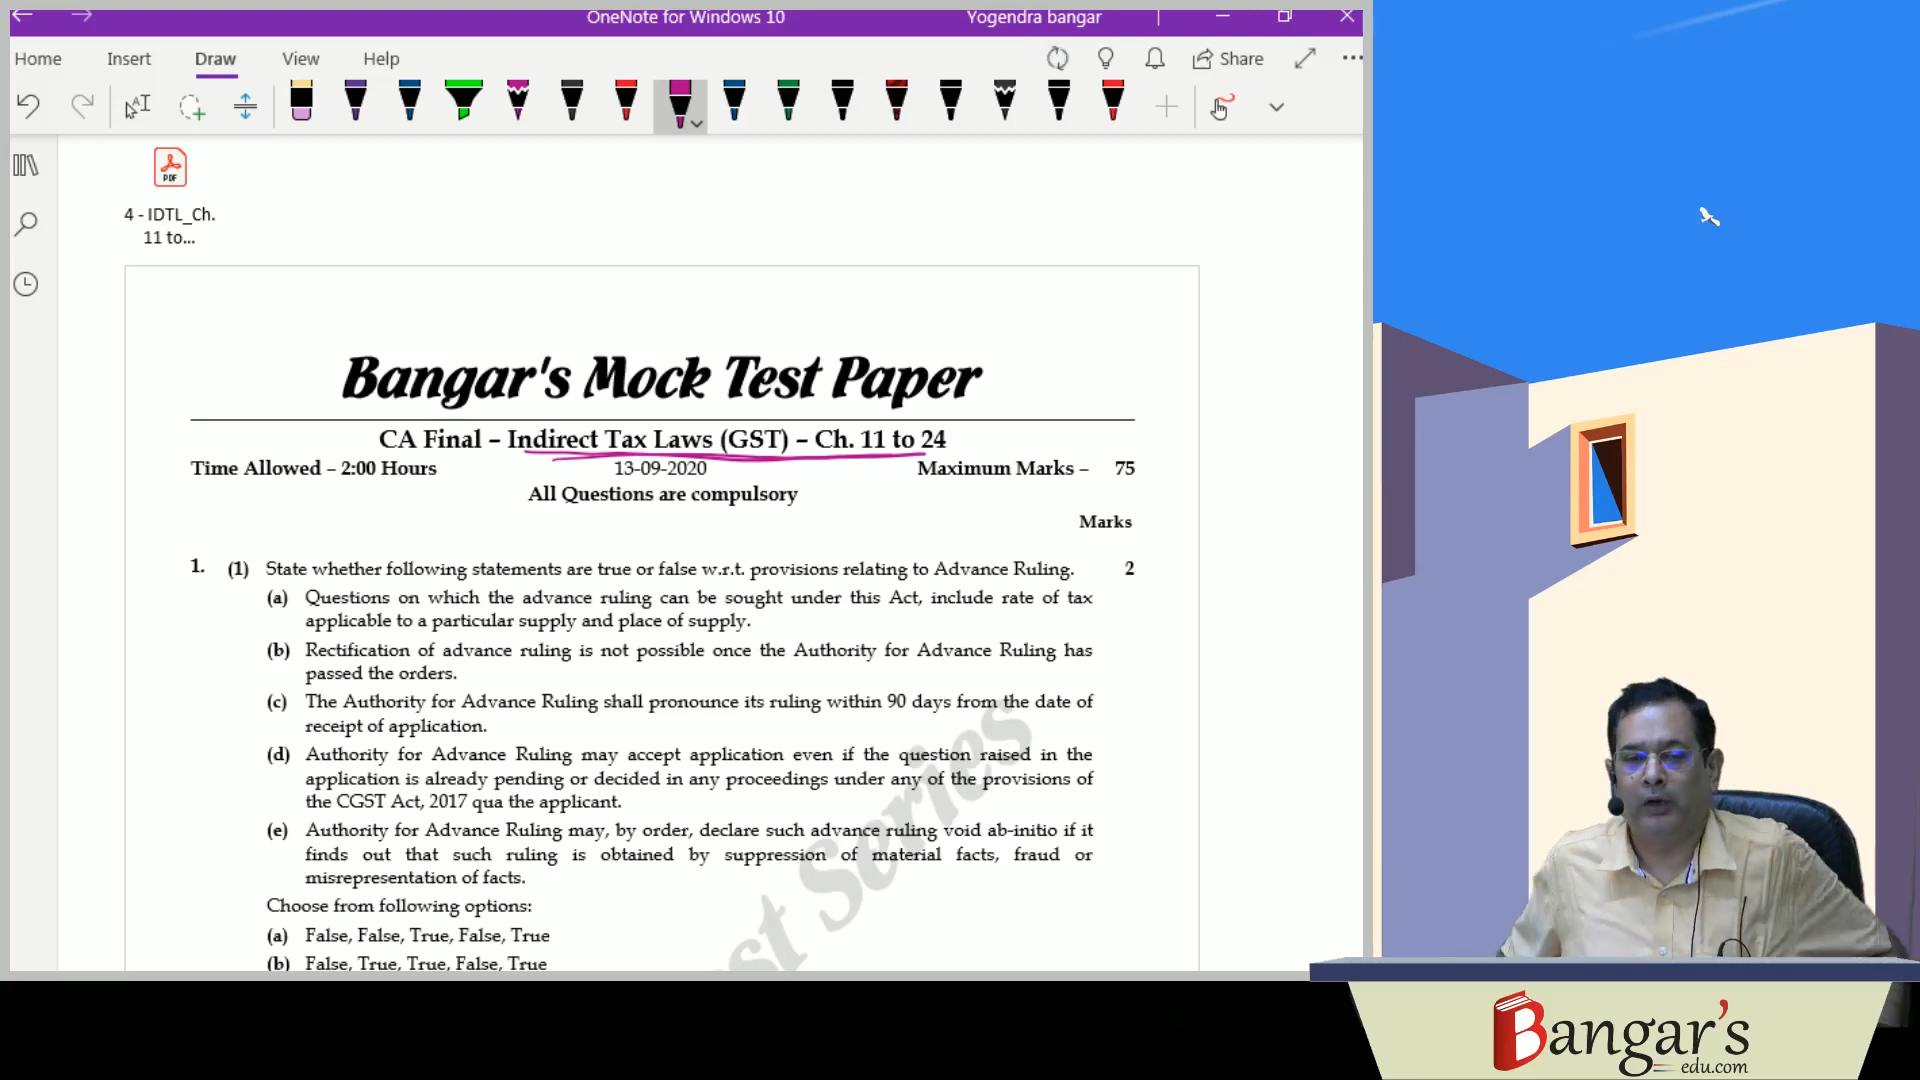 OneNote for Windows 10
Yogendra bangar
Home Insert Draw View Help
Share
PDF
4 - IDTL_Ch.
11 to...
Bangar's Mock Test Paper
CA Final – Indirect Tax Laws (GST) – Ch. 11 to 24
Time Allowed – 2:00 Hours 13-09-2020 Maximum Marks – 75
All Questions are compulsory
Marks
1. (1) State whether following statements are true or false w.r.t. provisions relating to Advance Ruling. 2
(a) Questions on which the advance ruling can be sought under this Act, include rate of tax
applicable to a particular supply and place of supply.
(b) Rectification of advance ruling is not possible once the Authority for Advance Ruling has
passed the orders.
(c) The Authority for Advance Ruling shall pronounce its ruling within 90 days from the date of
receipt of application.
(d) Authority for Advance Ruling may accept application even if the question raised in the
application is already pending or decided in any proceedings under any of the provisions of
the CGST Act, 2017 qua the applicant.
(e) Authority for Advance Ruling may, by order, declare such advance ruling void ab-initio if it
finds out that such ruling is obtained by suppression of material facts, fraud or
misrepresentation of facts.
Choose from following options:
(a) False, False, True, False, True
(b) False, True, True, False, True
st Series
Bangar's
edu.com